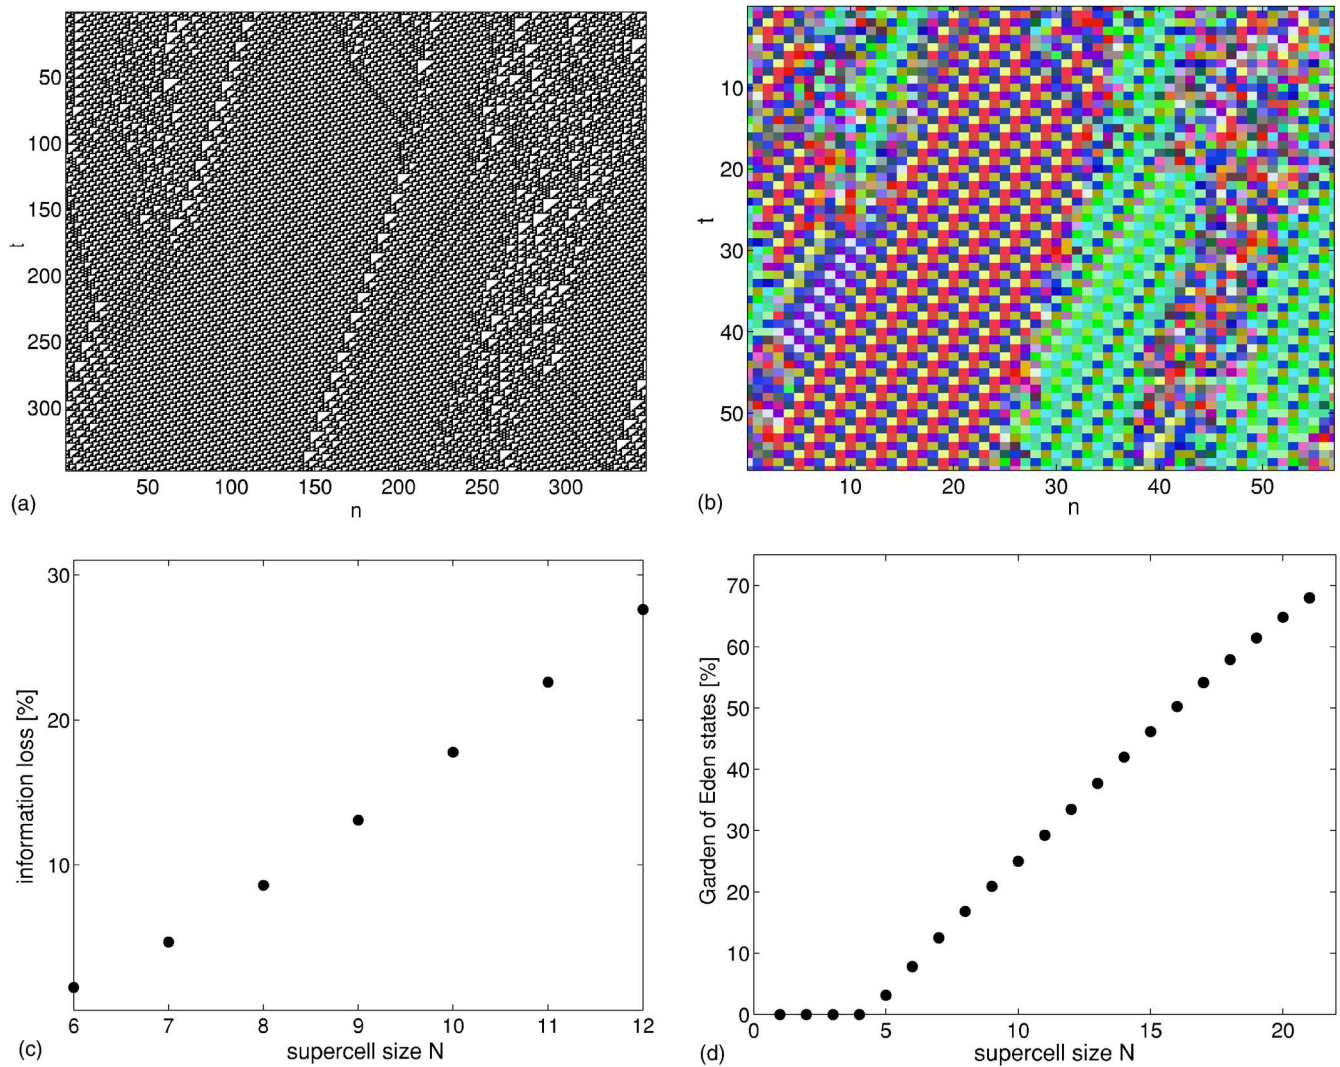 50
100
150
200
250
300
t
50 100 150 200 250 300
n
(a)
10
20
30
40
50
t
10 20 30 40 50
n
(b)
30
20
10
information loss [%]
6 7 8 9 10 11 12
supercell size N
(c)
70
60
50
40
30
20
10
0
Garden of Eden states [%]
0 5 10 15 20
supercell size N
(d)